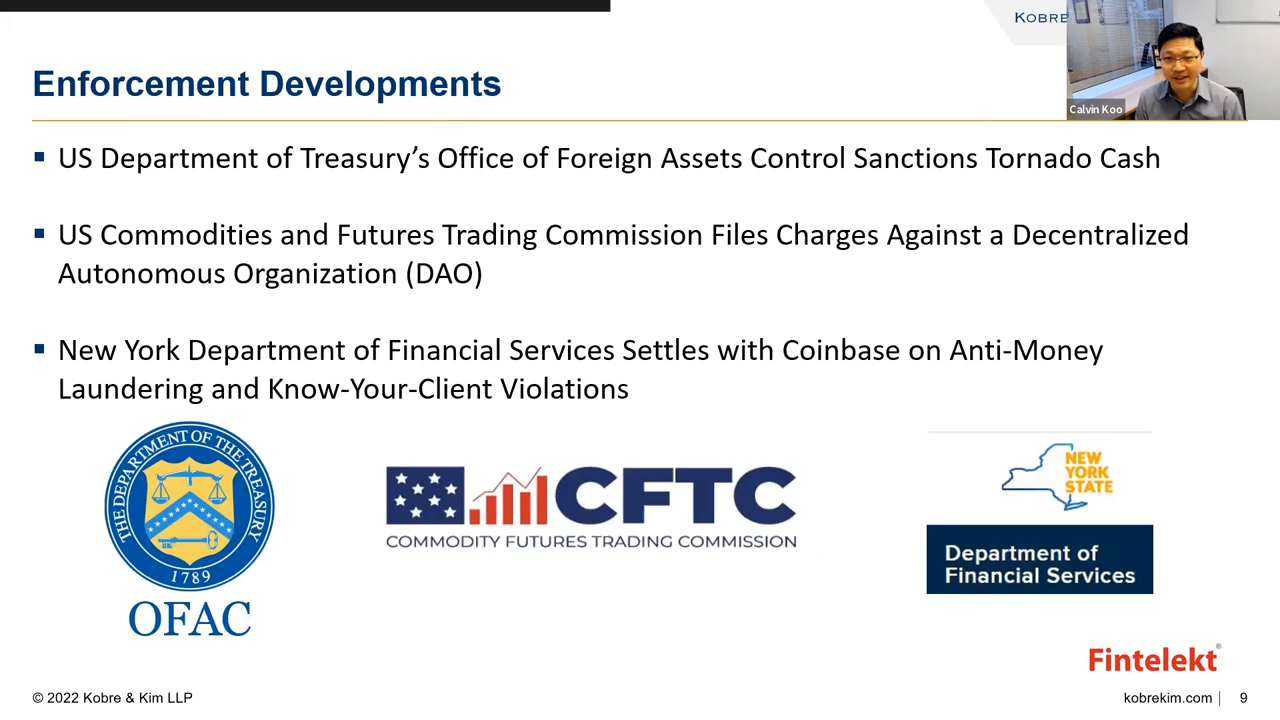 KOBRE
Calvin Koo
Enforcement Developments
▪ US Department of Treasury’s Office of Foreign Assets Control Sanctions Tornado Cash
▪ US Commodities and Futures Trading Commission Files Charges Against a Decentralized
Autonomous Organization (DAO)
▪ New York Department of Financial Services Settles with Coinbase on Anti-Money
Laundering and Know-Your-Client Violations
THE DEPARTMENT OF THE TREASURY
1789
OFAC
CFTC
COMMODITY FUTURES TRADING COMMISSION
NEW
YORK
STATE
Department of
Financial Services
Fintelekt®
© 2022 Kobre & Kim LLP
kobrekim.com | 9